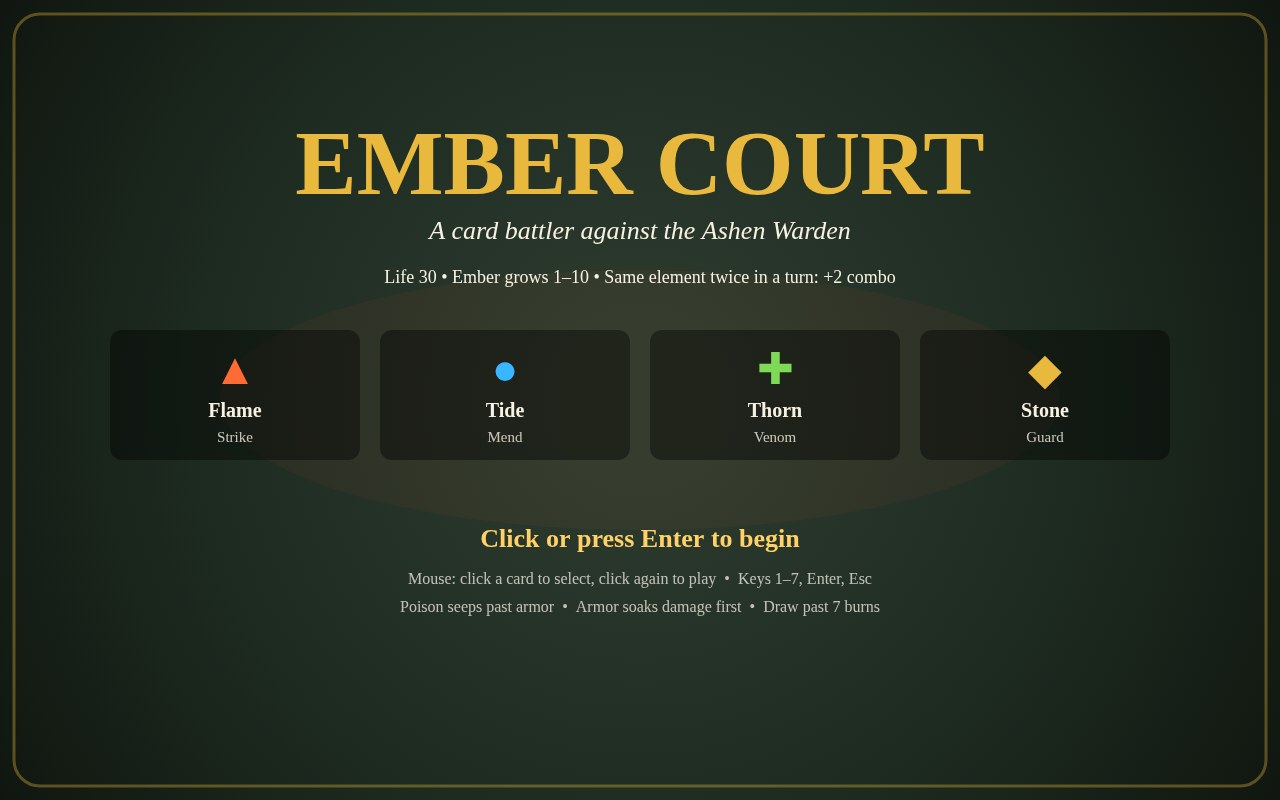 EMBER COURT
A card battler against the Ashen Warden
Life 30 • Ember grows 1–10 • Same element twice in a turn: +2 combo
Flame
Strike
Tide
Mend
Thorn
Venom
Stone
Guard
Click or press Enter to begin
Mouse: click a card to select, click again to play • Keys 1–7, Enter, Esc
Poison seeps past armor • Armor soaks damage first • Draw past 7 burns